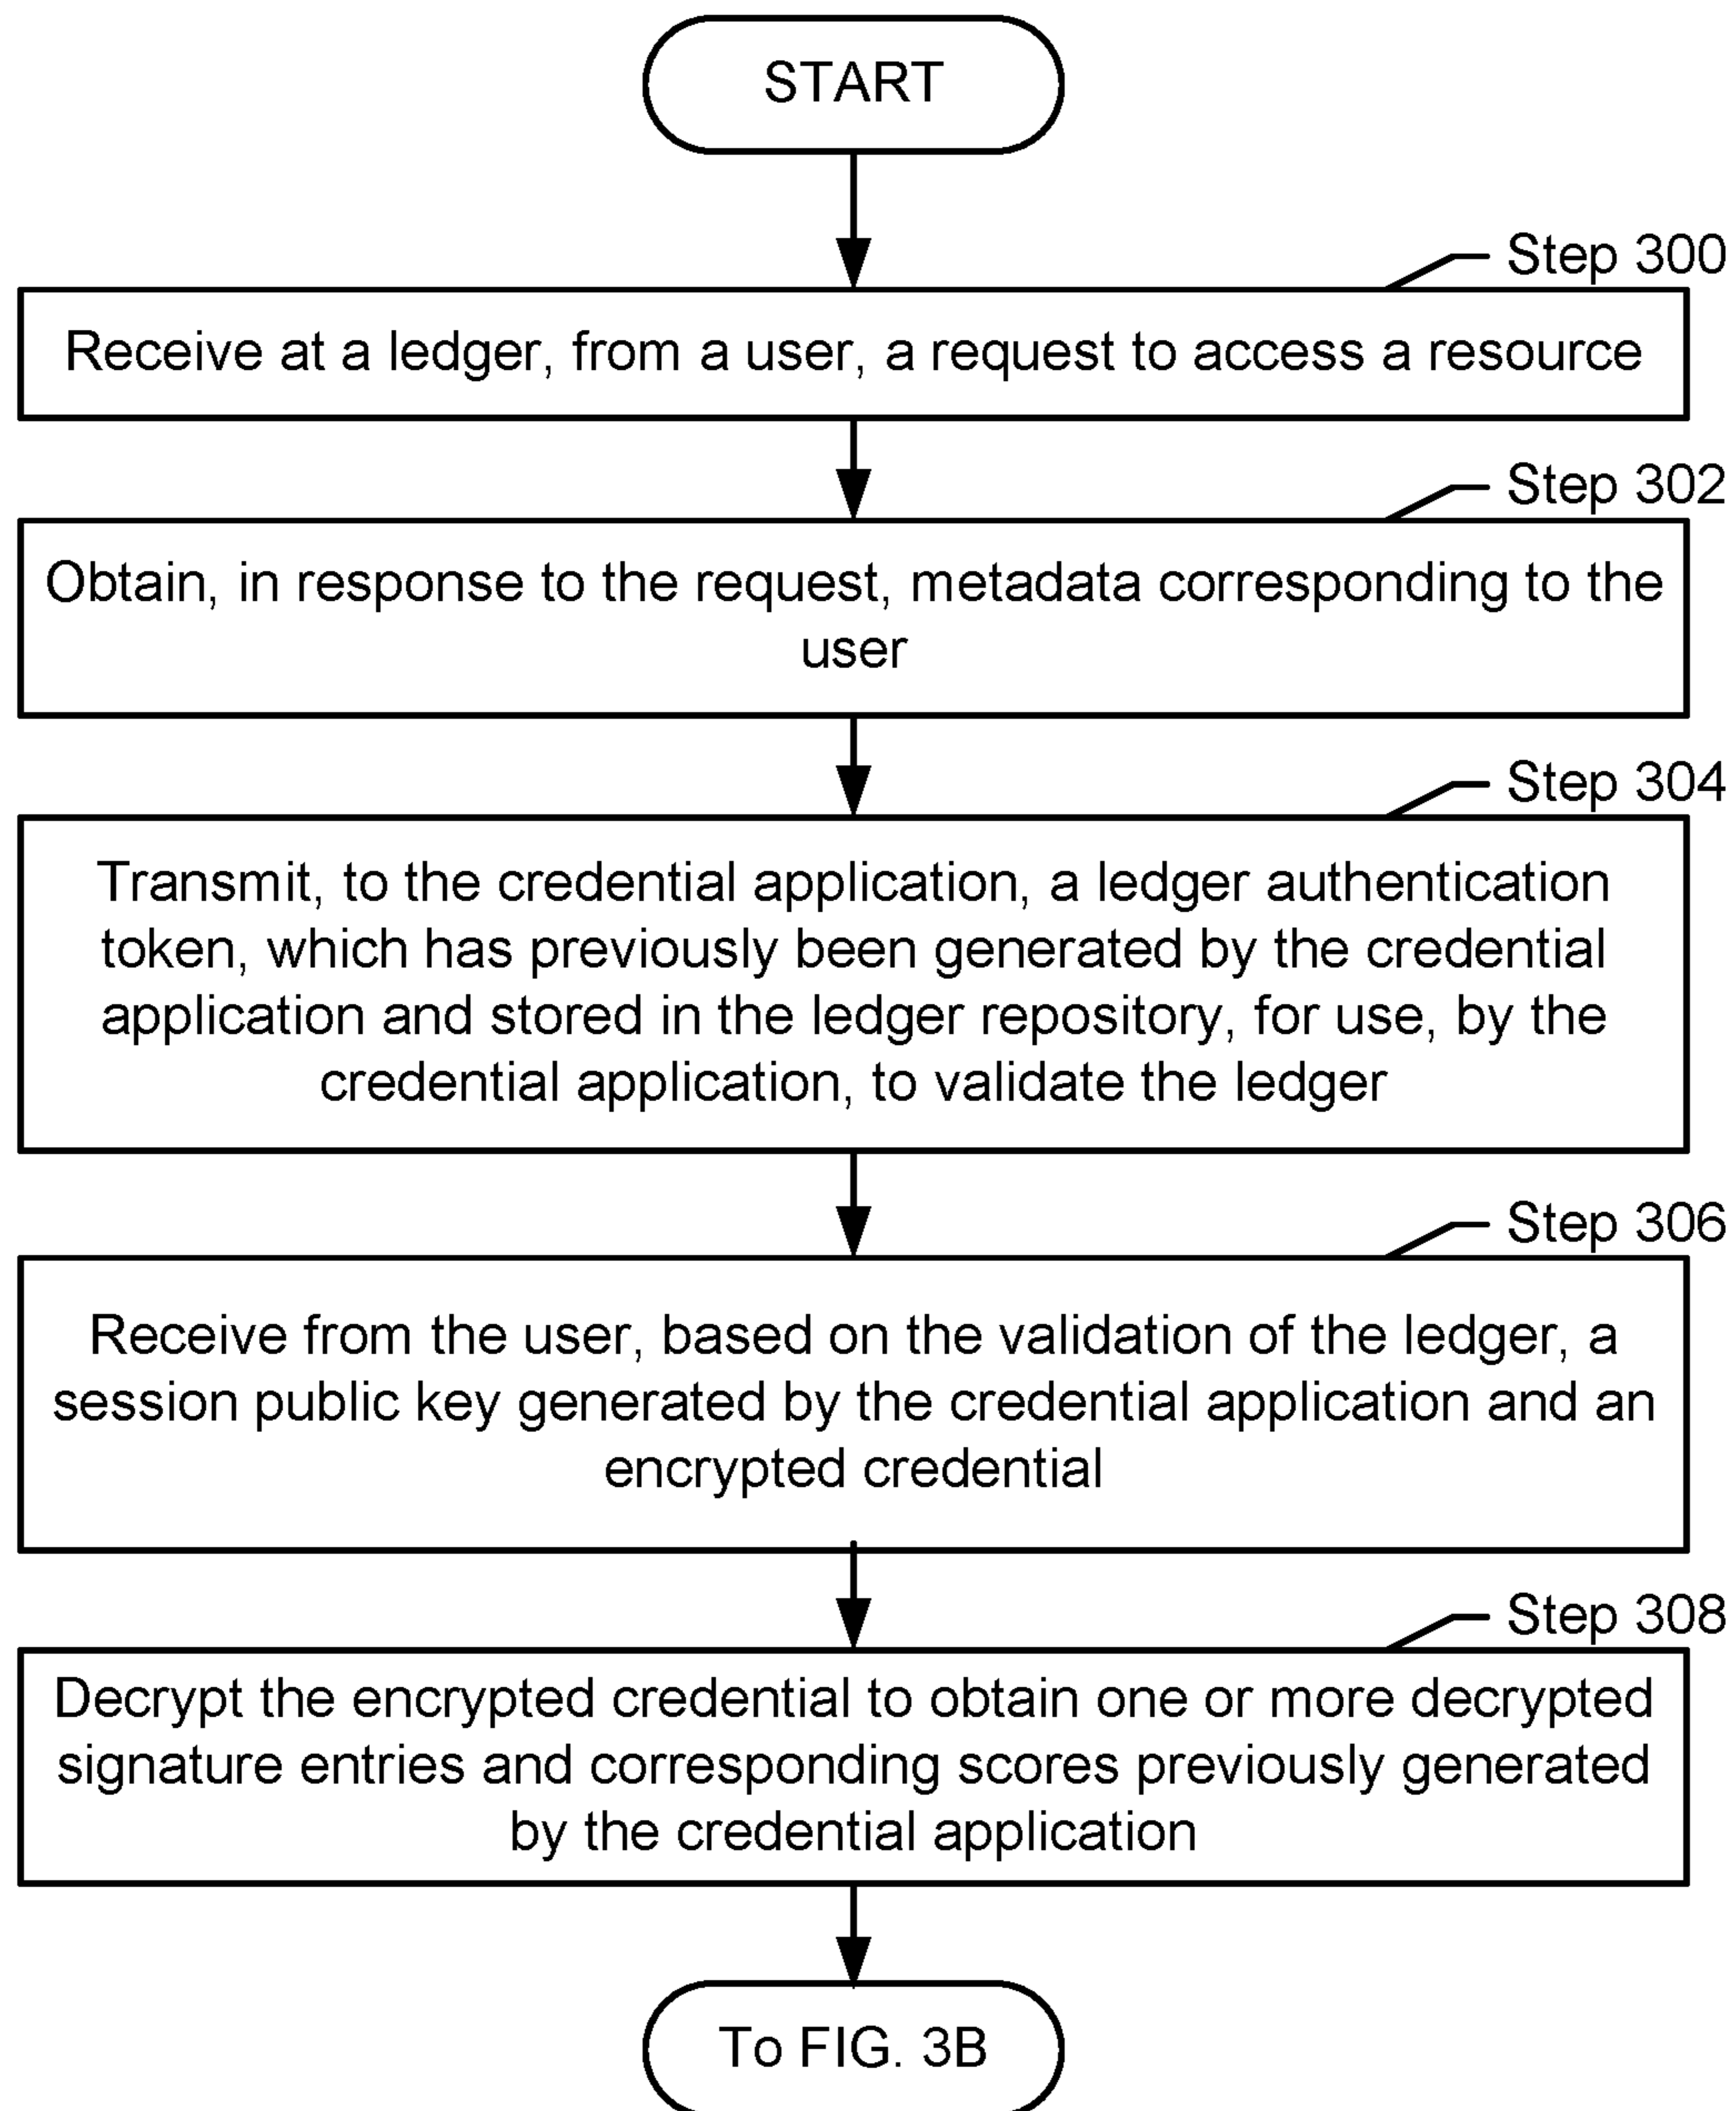 START
Step 300
Receive at a ledger, from a user, a request to access a resource
Step 302
Obtain, in response to the request, metadata corresponding to the
user
Step 304
Transmit, to the credential application, a ledger authentication
token, which has previously been generated by the credential
application and stored in the ledger repository, for use, by the
credential application, to validate the ledger
Step 306
Receive from the user, based on the validation of the ledger, a
session public key generated by the credential application and an
encrypted credential
Step 308
Decrypt the encrypted credential to obtain one or more decrypted
signature entries and corresponding scores previously generated
by the credential application
To FIG. 3B